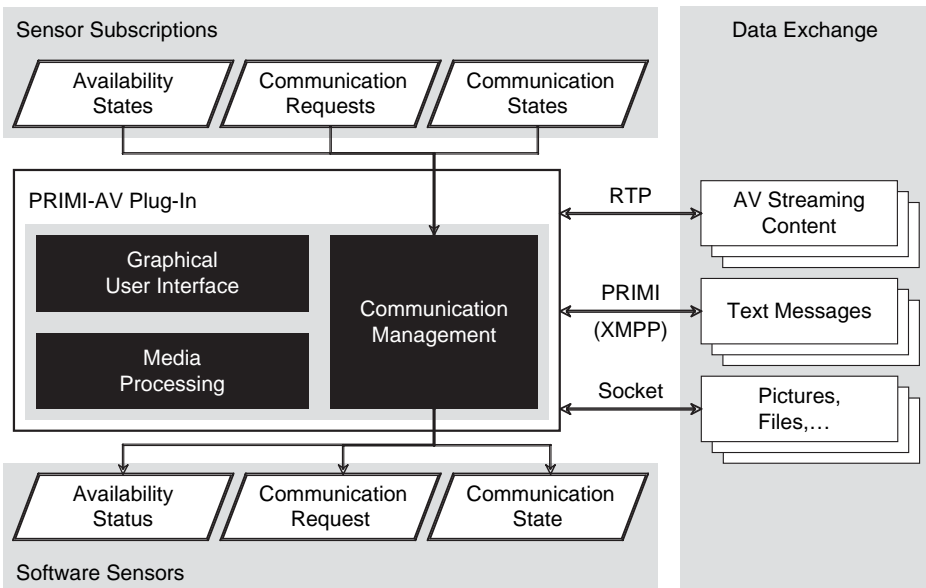 Sensor Subscriptions
Availability
States
Communication
Requests
Communication
States
PRIMI-AV Plug-In
Graphical
User Interface
Media
Processing
Communication
Management
Availability
Status
Communication
Request
Communication
State
Software Sensors
RTP
PRIMI
(XMPP)
Socket
Data Exchange
AV Streaming
Content
Text Messages
Pictures,
Files,…